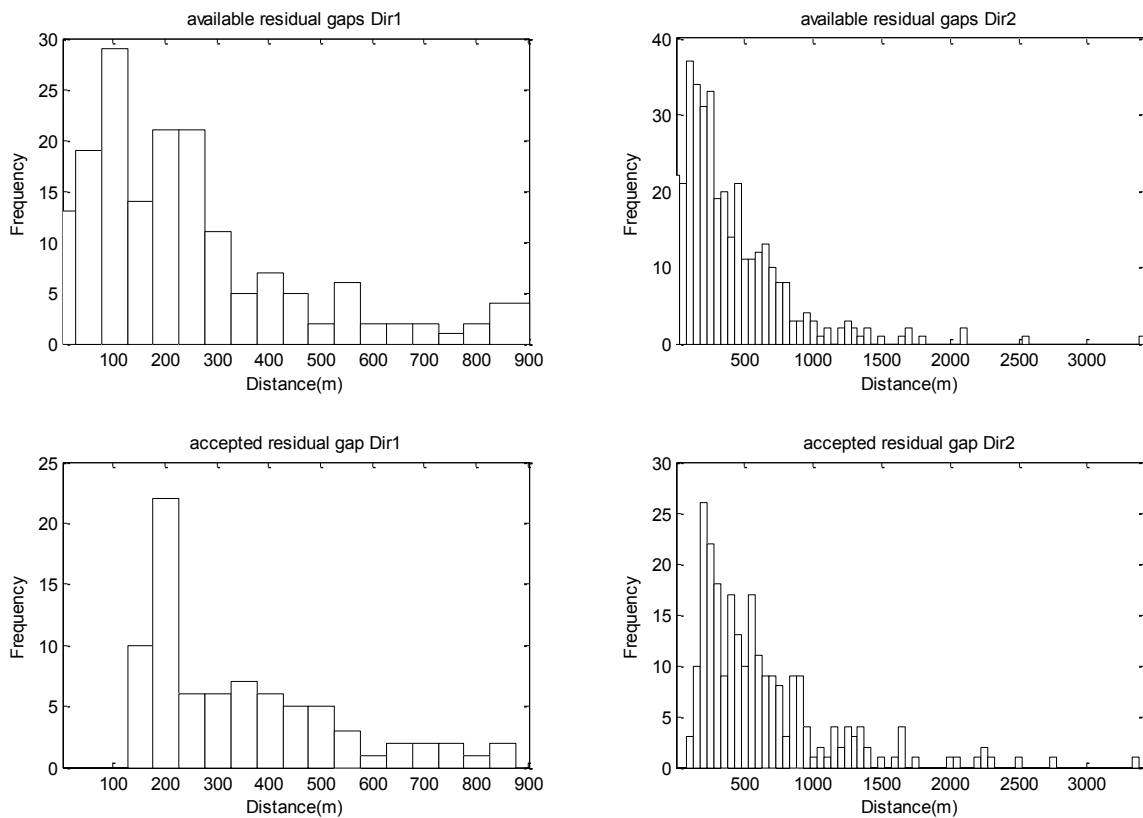 available residual gaps Dir1
30
25
20
15
10
5
0
Frequency
100 200 300 400 500 600 700 800 900
Distance(m)
available residual gaps Dir2
40
30
20
10
0
Frequency
500 1000 1500 2000 2500 3000
Distance(m)
accepted residual gap Dir1
25
20
15
10
5
0
Frequency
100 200 300 400 500 600 700 800 900
Distance(m)
accepted residual gap Dir2
30
25
20
15
10
5
0
Frequency
500 1000 1500 2000 2500 3000
Distance(m)